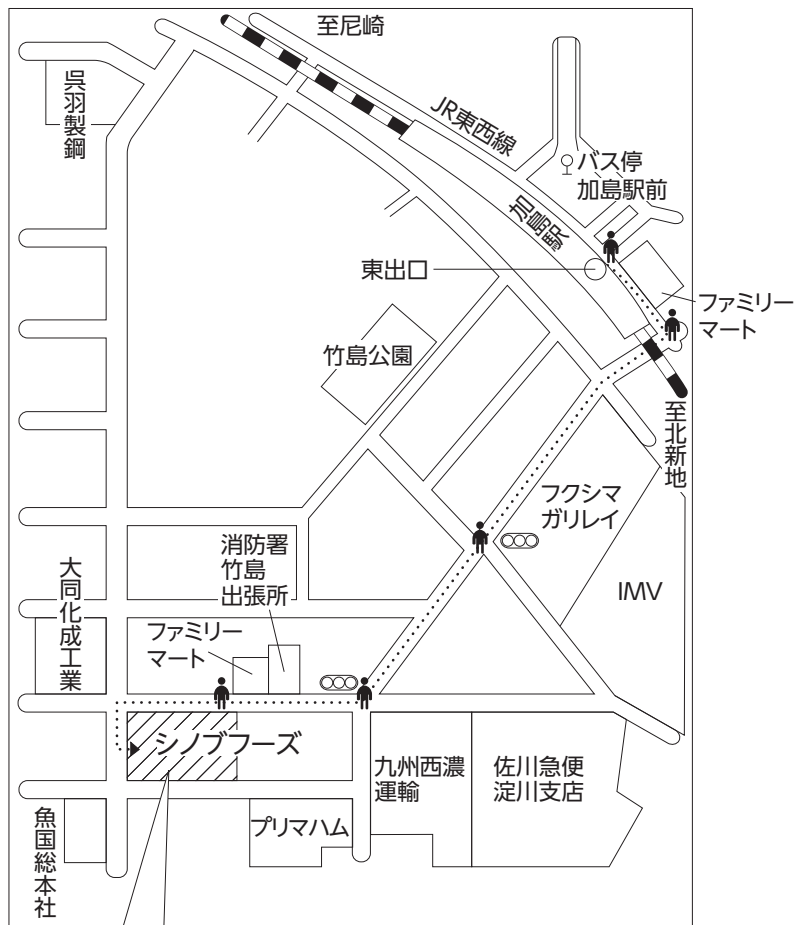 至尼崎
呉羽製鋼
JR東西線
バス停
加島駅前
加島駅
東出口
ファミリー
マート
竹島公園
至北新地
フクシマ
ガリレイ
消防署
竹島
出張所
大同化成工業
IMV
ファミリー
マート
シノブフーズ
九州西濃
運輸
佐川急便
淀川支店
プリマハム
魚国総本社